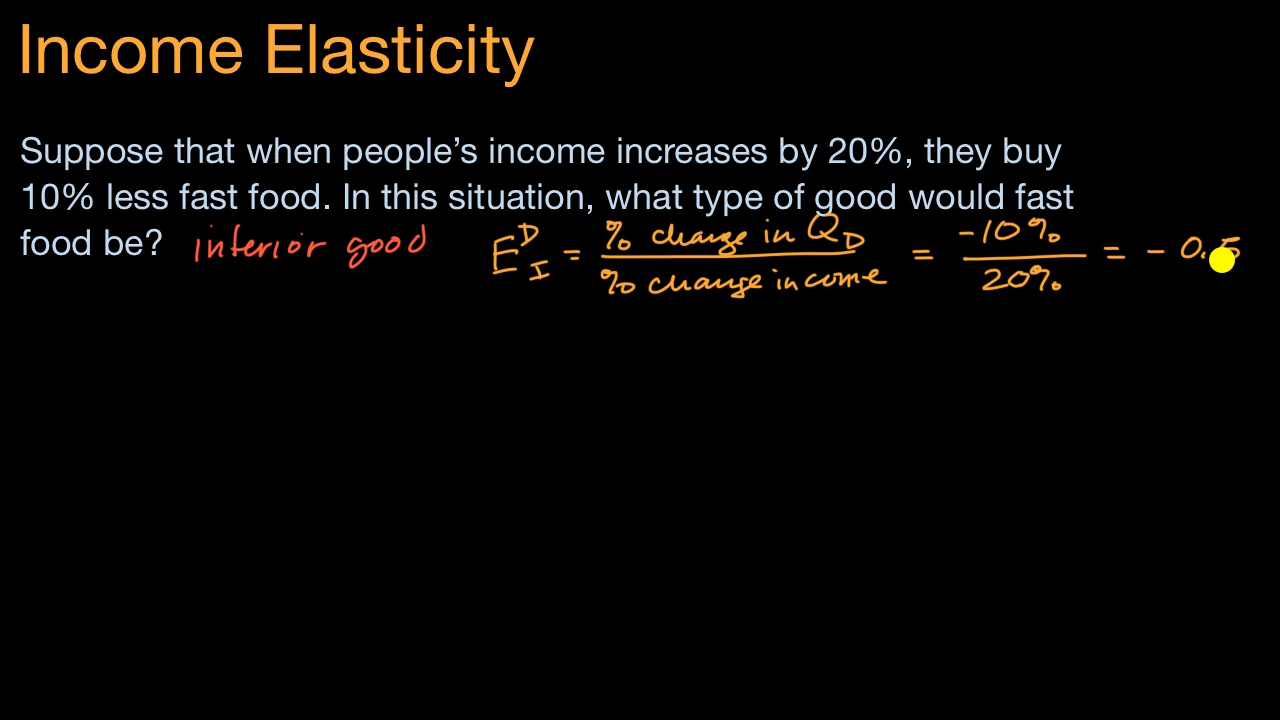 Income Elasticity
Suppose that when people's income increases by 20%, they buy
10% less fast food. In this situation, what type of good would fast
food be? inferior good E^D_I = % change in Q_D / % change income = -10% / 20% = - 0.5